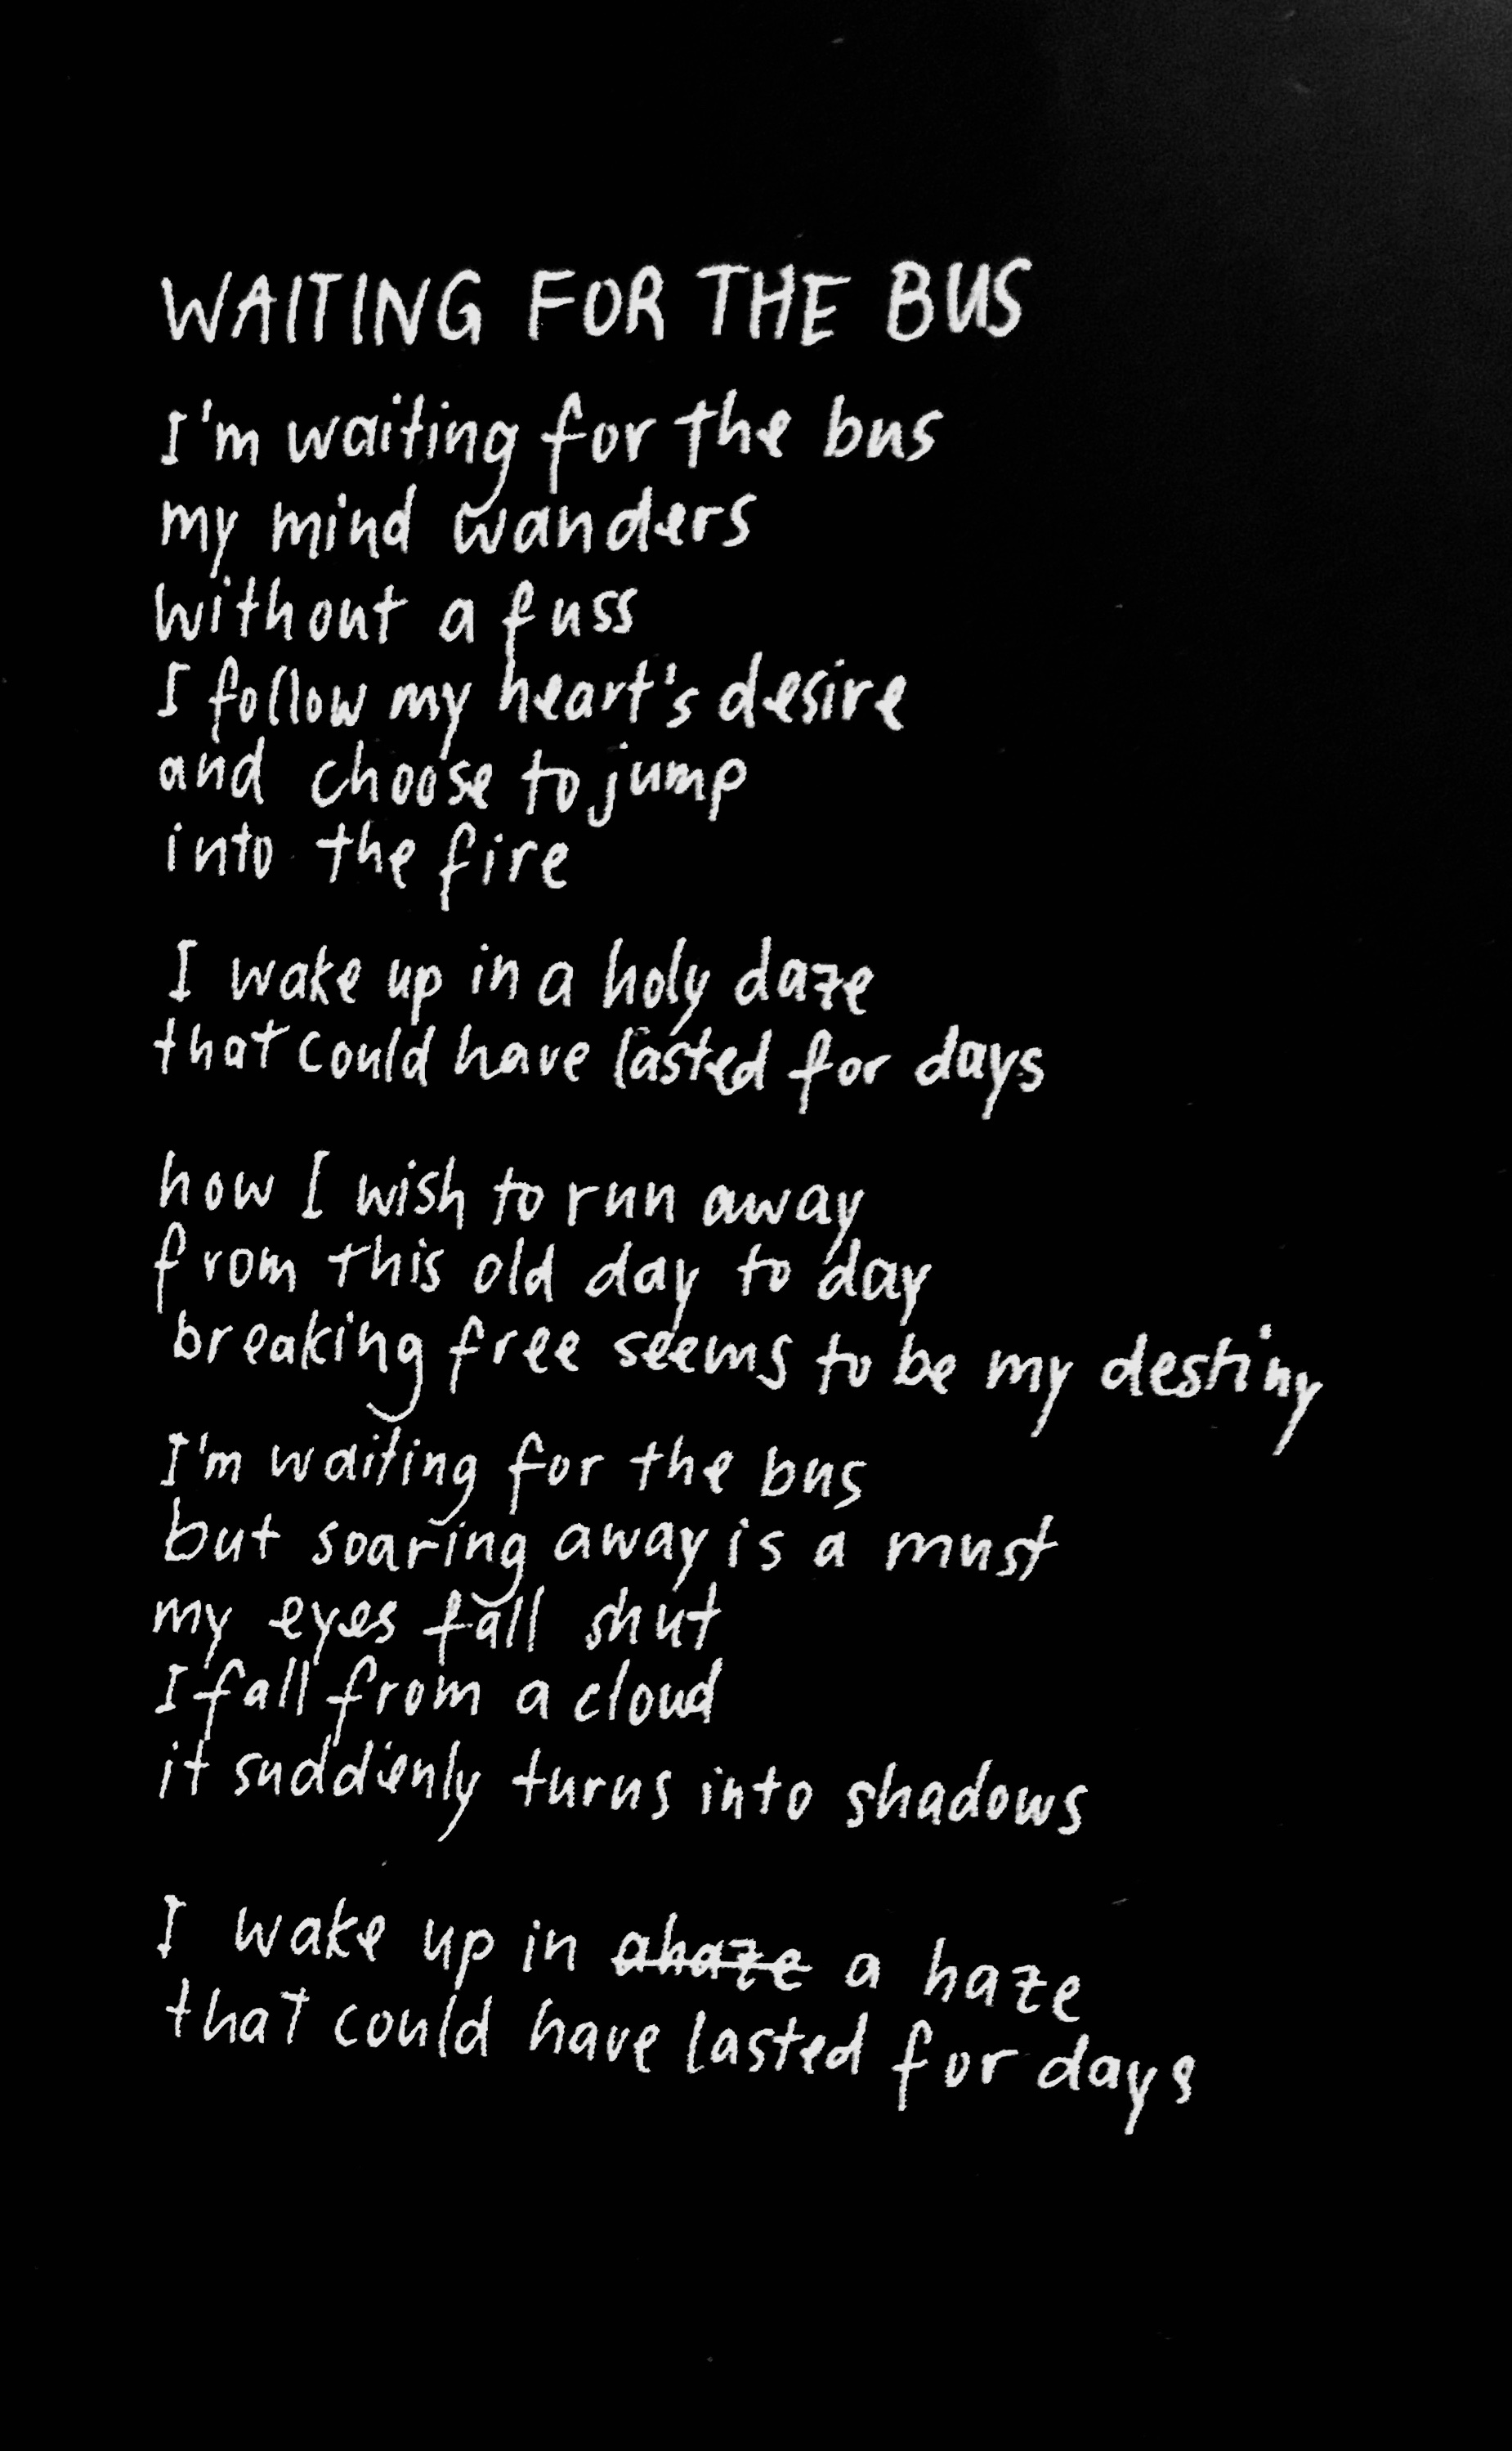 WAITING FOR THE BUS
I'm waiting for the bus
my mind wanders
without a fuss
I follow my heart's desire
and choose to jump
into the fire
I wake up in a holy daze
that could have lasted for days
how I wish to run away
from this old day to day
breaking free seems to be my destiny
I'm waiting for the bus
but soaring away is a must
my eyes fall shut
I fall from a cloud
it suddenly turns into shadows
I wake up in ahaze a haze
that could have lasted for days